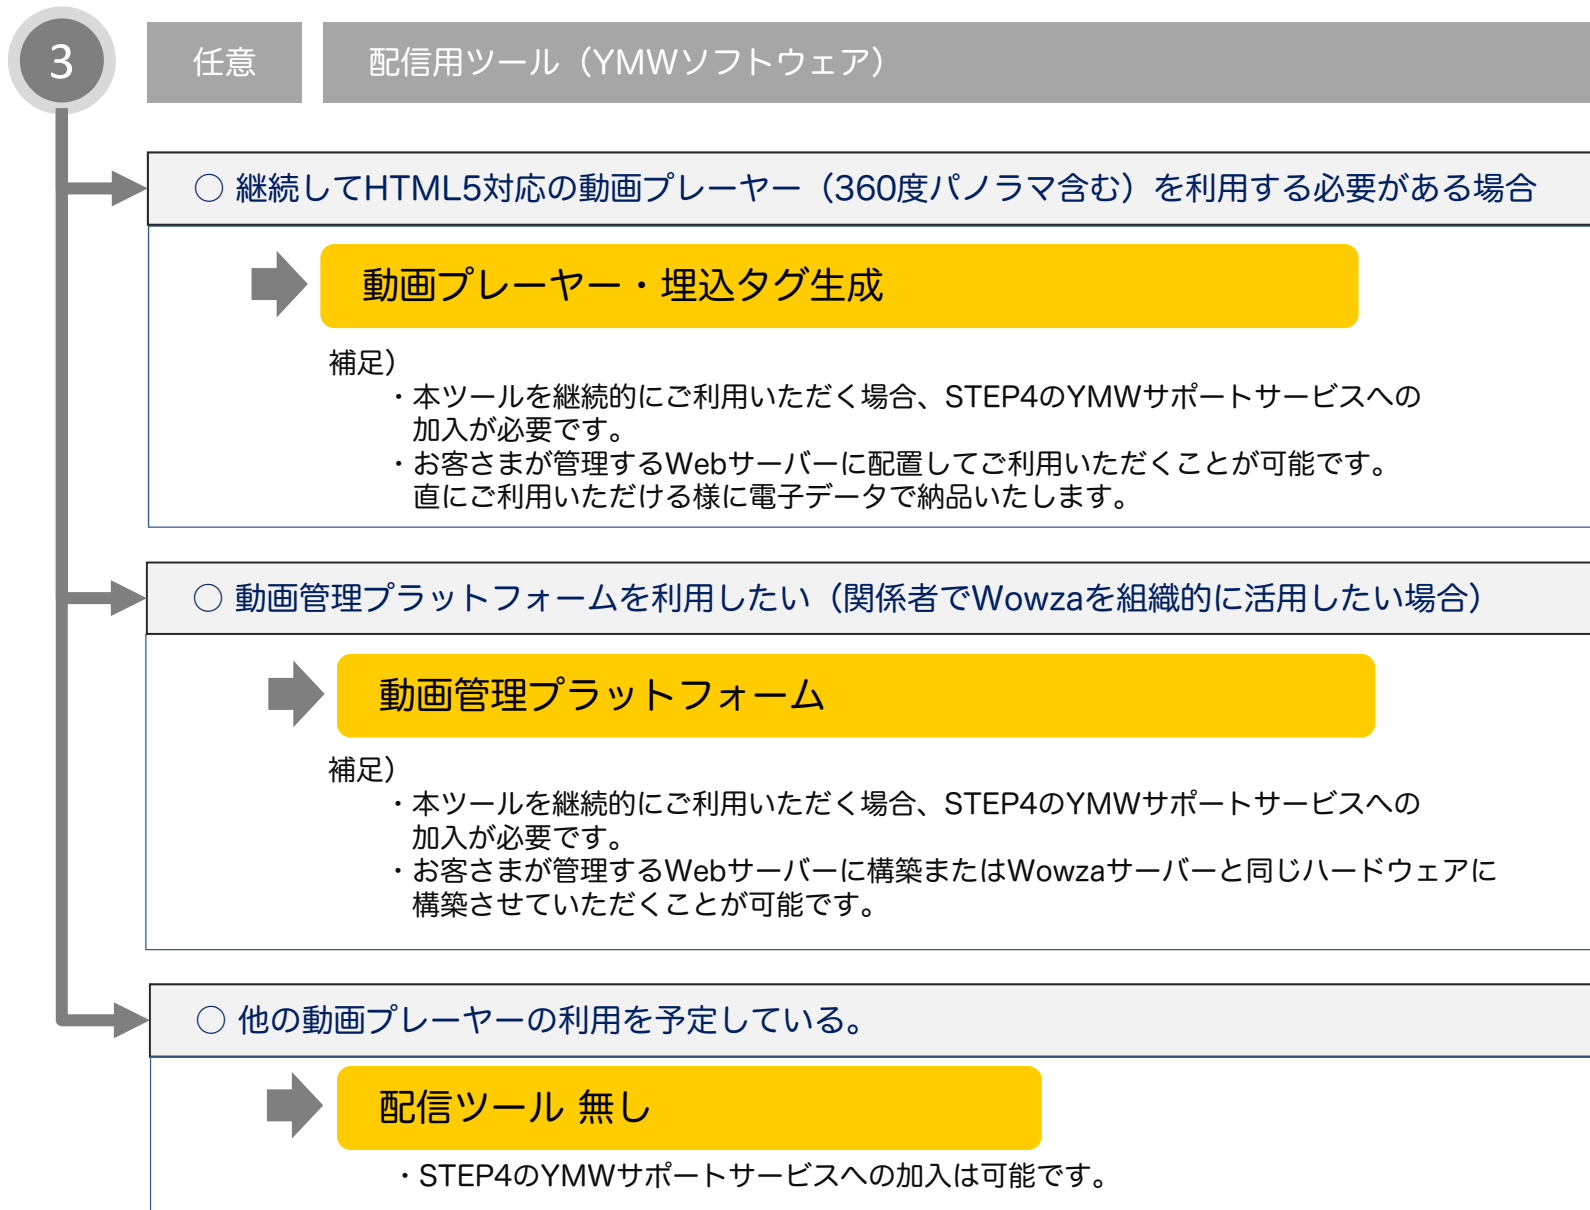 3
任意
配信用ツール（YMWソフトウェア）
○ 継続してHTML5対応の動画プレーヤー（360度パノラマ含む）を利用する必要がある場合
動画プレーヤー・埋込タグ生成
補足）
・本ツールを継続的にご利用いただく場合、STEP4のYMWサポートサービスへの
加入が必要です。
・お客さまが管理するWebサーバーに配置してご利用いただくことが可能です。
直にご利用いただける様に電子データで納品いたします。
○ 動画管理プラットフォームを利用したい（関係者でWowzaを組織的に活用したい場合）
動画管理プラットフォーム
補足）
・本ツールを継続的にご利用いただく場合、STEP4のYMWサポートサービスへの
加入が必要です。
・お客さまが管理するWebサーバーに構築またはWowzaサーバーと同じハードウェアに
構築させていただくことが可能です。
○ 他の動画プレーヤーの利用を予定している。
配信ツール 無し
・STEP4のYMWサポートサービスへの加入は可能です。